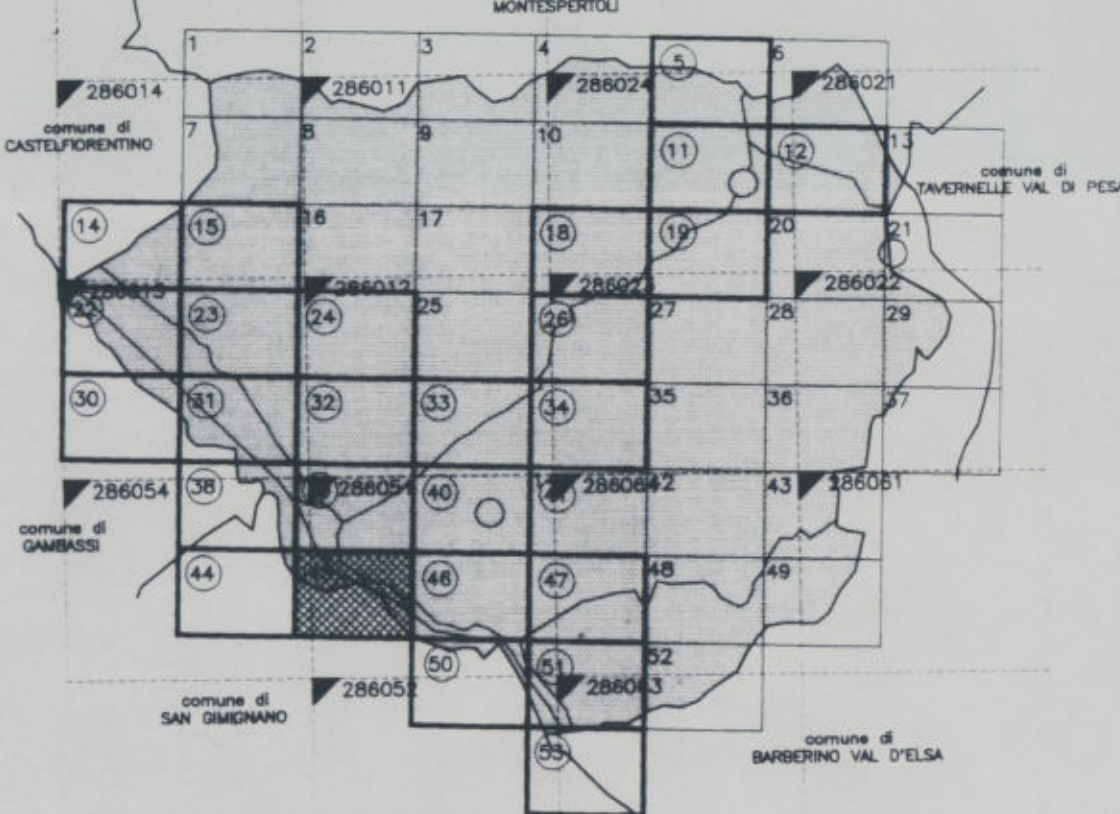 MONTESPERTOLI
1 2 3 4 5 6
286014 286011 286024 286021
comune di
CASTELFIORENTINO
7 8 9 10 11 12 13
comune di
TAVERNELLE VAL DI PESA
14 15 16 17 18 19 20 21
286012 286022
22 23 24 25 26 27 28 29
30 31 32 33 34 35 36 37
38 40 42 43
286054 286051 286064 286061
comune di
GAMBASSI
44 46 47 48 49
50 51 52
286052 286063
comune di
SAN GIMIGNANO
53
comune di
BARBERINO VAL D'ELSA